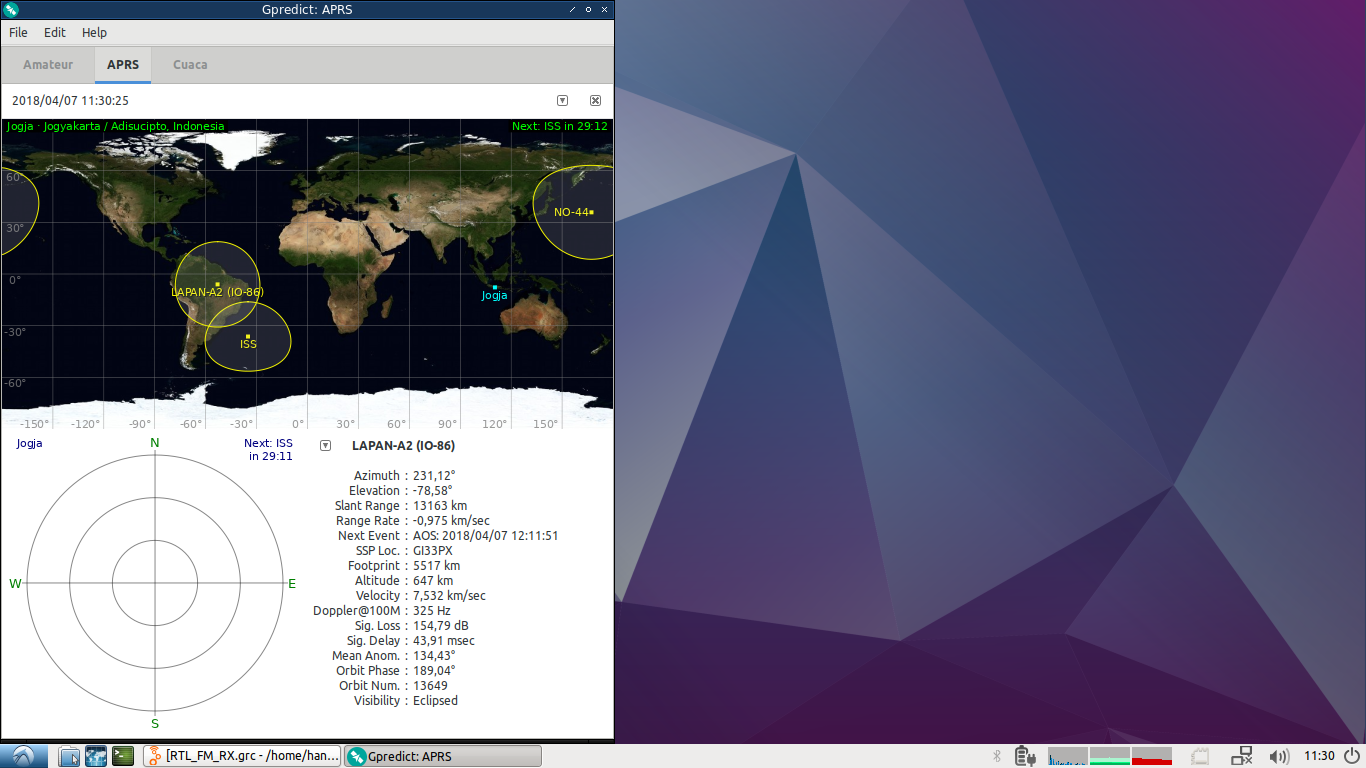 Gpredict: APRS
File Edit Help
Amateur APRS Cuaca
2018/04/07 11:30:25
Jogja · Jogyakarta / Adisucipto, Indonesia Next: ISS in 29:12
60°
NO-44
30°
0°
LAPAN-A2 (IO-86)
Jogja
-30°
ISS
-60°
-150° -120° -90° -60° -30° 0° 30° 60° 90° 120° 150°
Jogja N Next: ISS
in 29:11
W E
S
LAPAN-A2 (IO-86)
Azimuth : 231,12°
Elevation : -78,58°
Slant Range : 13163 km
Range Rate : -0,975 km/sec
Next Event : AOS: 2018/04/07 12:11:51
SSP Loc. : GI33PX
Footprint : 5517 km
Altitude : 647 km
Velocity : 7,532 km/sec
Doppler@100M : 325 Hz
Sig. Loss : 154,79 dB
Sig. Delay : 43,91 msec
Mean Anom. : 134,43°
Orbit Phase : 189,04°
Orbit Num. : 13649
Visibility : Eclipsed
[RTL_FM_RX.grc - /home/han... Gpredict: APRS 11:30